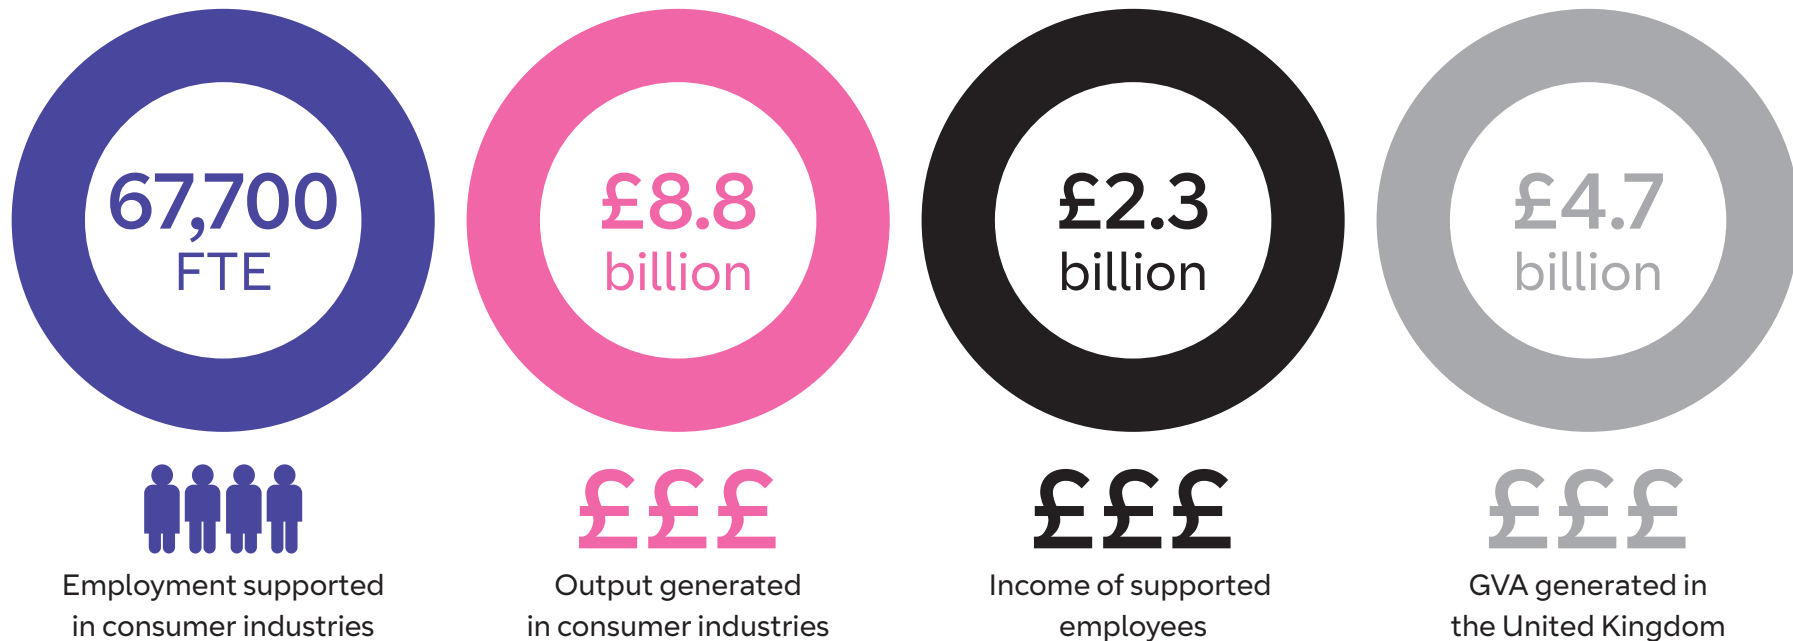 67,700
FTE
£8.8
billion
£2.3
billion
£4.7
billion
£££
£££
£££
Employment supported
in consumer industries
Output generated
in consumer industries
Income of supported
employees
GVA generated in
the United Kingdom